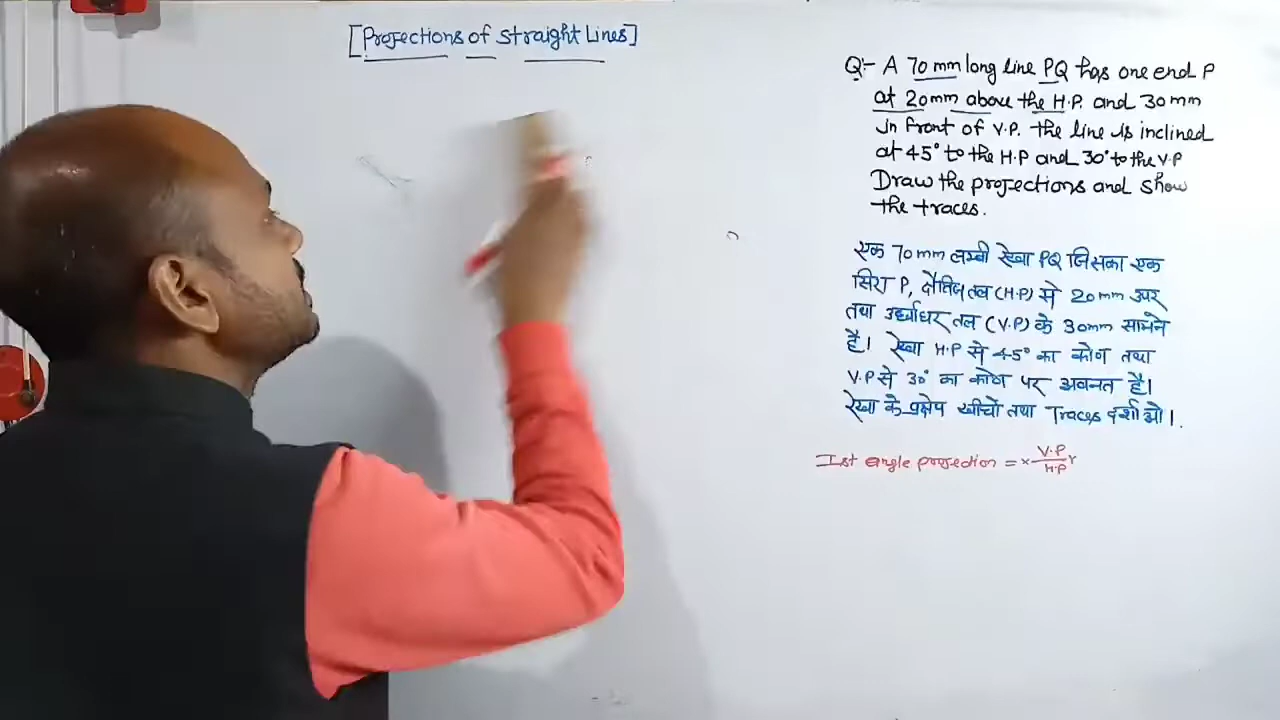 [Projections of Straight Lines]
Q:- A 70 mm long line PQ has one end P
at 20mm above the H.P. and 30 mm
in front of V.P. the line is inclined
at 45° to the H.P and 30° to the V.P
Draw the projections and show
the traces.
एक 70mm लम्बी रेखा PQ जिसका एक
सिरा P, क्षैतिज तल (H.P) से 20mm उपर
तथा उर्ध्वाधर तल (V.P) के 30mm सामने
है। रेखा H.P से 45° का कोण तथा
V.P से 30° का कोण पर अवनत है।
रेखा के प्रक्षेप खींचो तथा Traces दर्शाओ।
Ist angle projection = x V.P/H.P Y